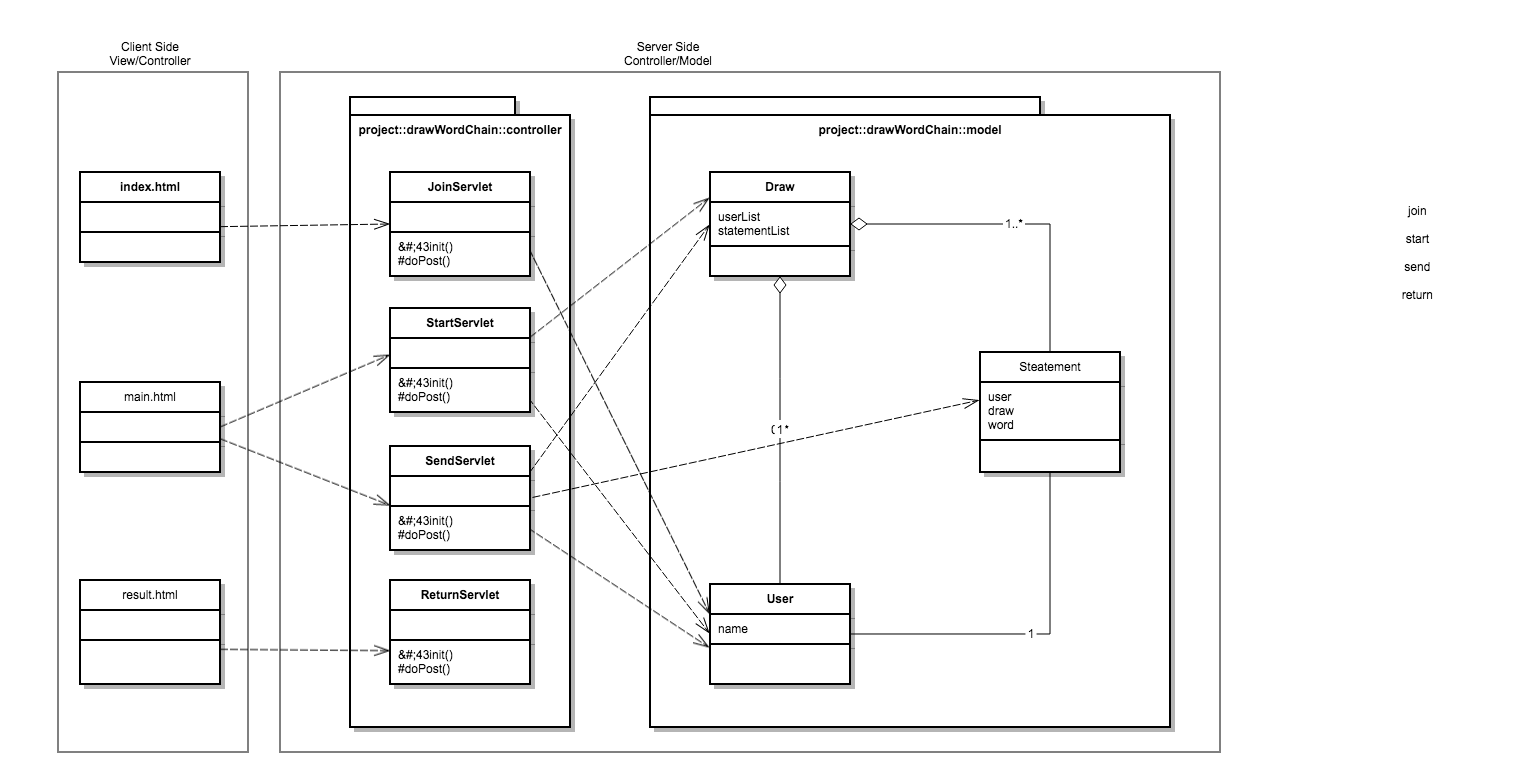 Client Side
View/Controller
Server Side
Controller/Model
project::drawWordChain::controller
project::drawWordChain::model
index.html
JoinServlet
&#;43init()
#doPost()
Draw
userList
statementList
1..*
join
start
send
return
StartServlet
&#;43init()
#doPost()
main.html
Steatement
user
draw
word
1*
SendServlet
&#;43init()
#doPost()
result.html
ReturnServlet
&#;43init()
#doPost()
User
name
1